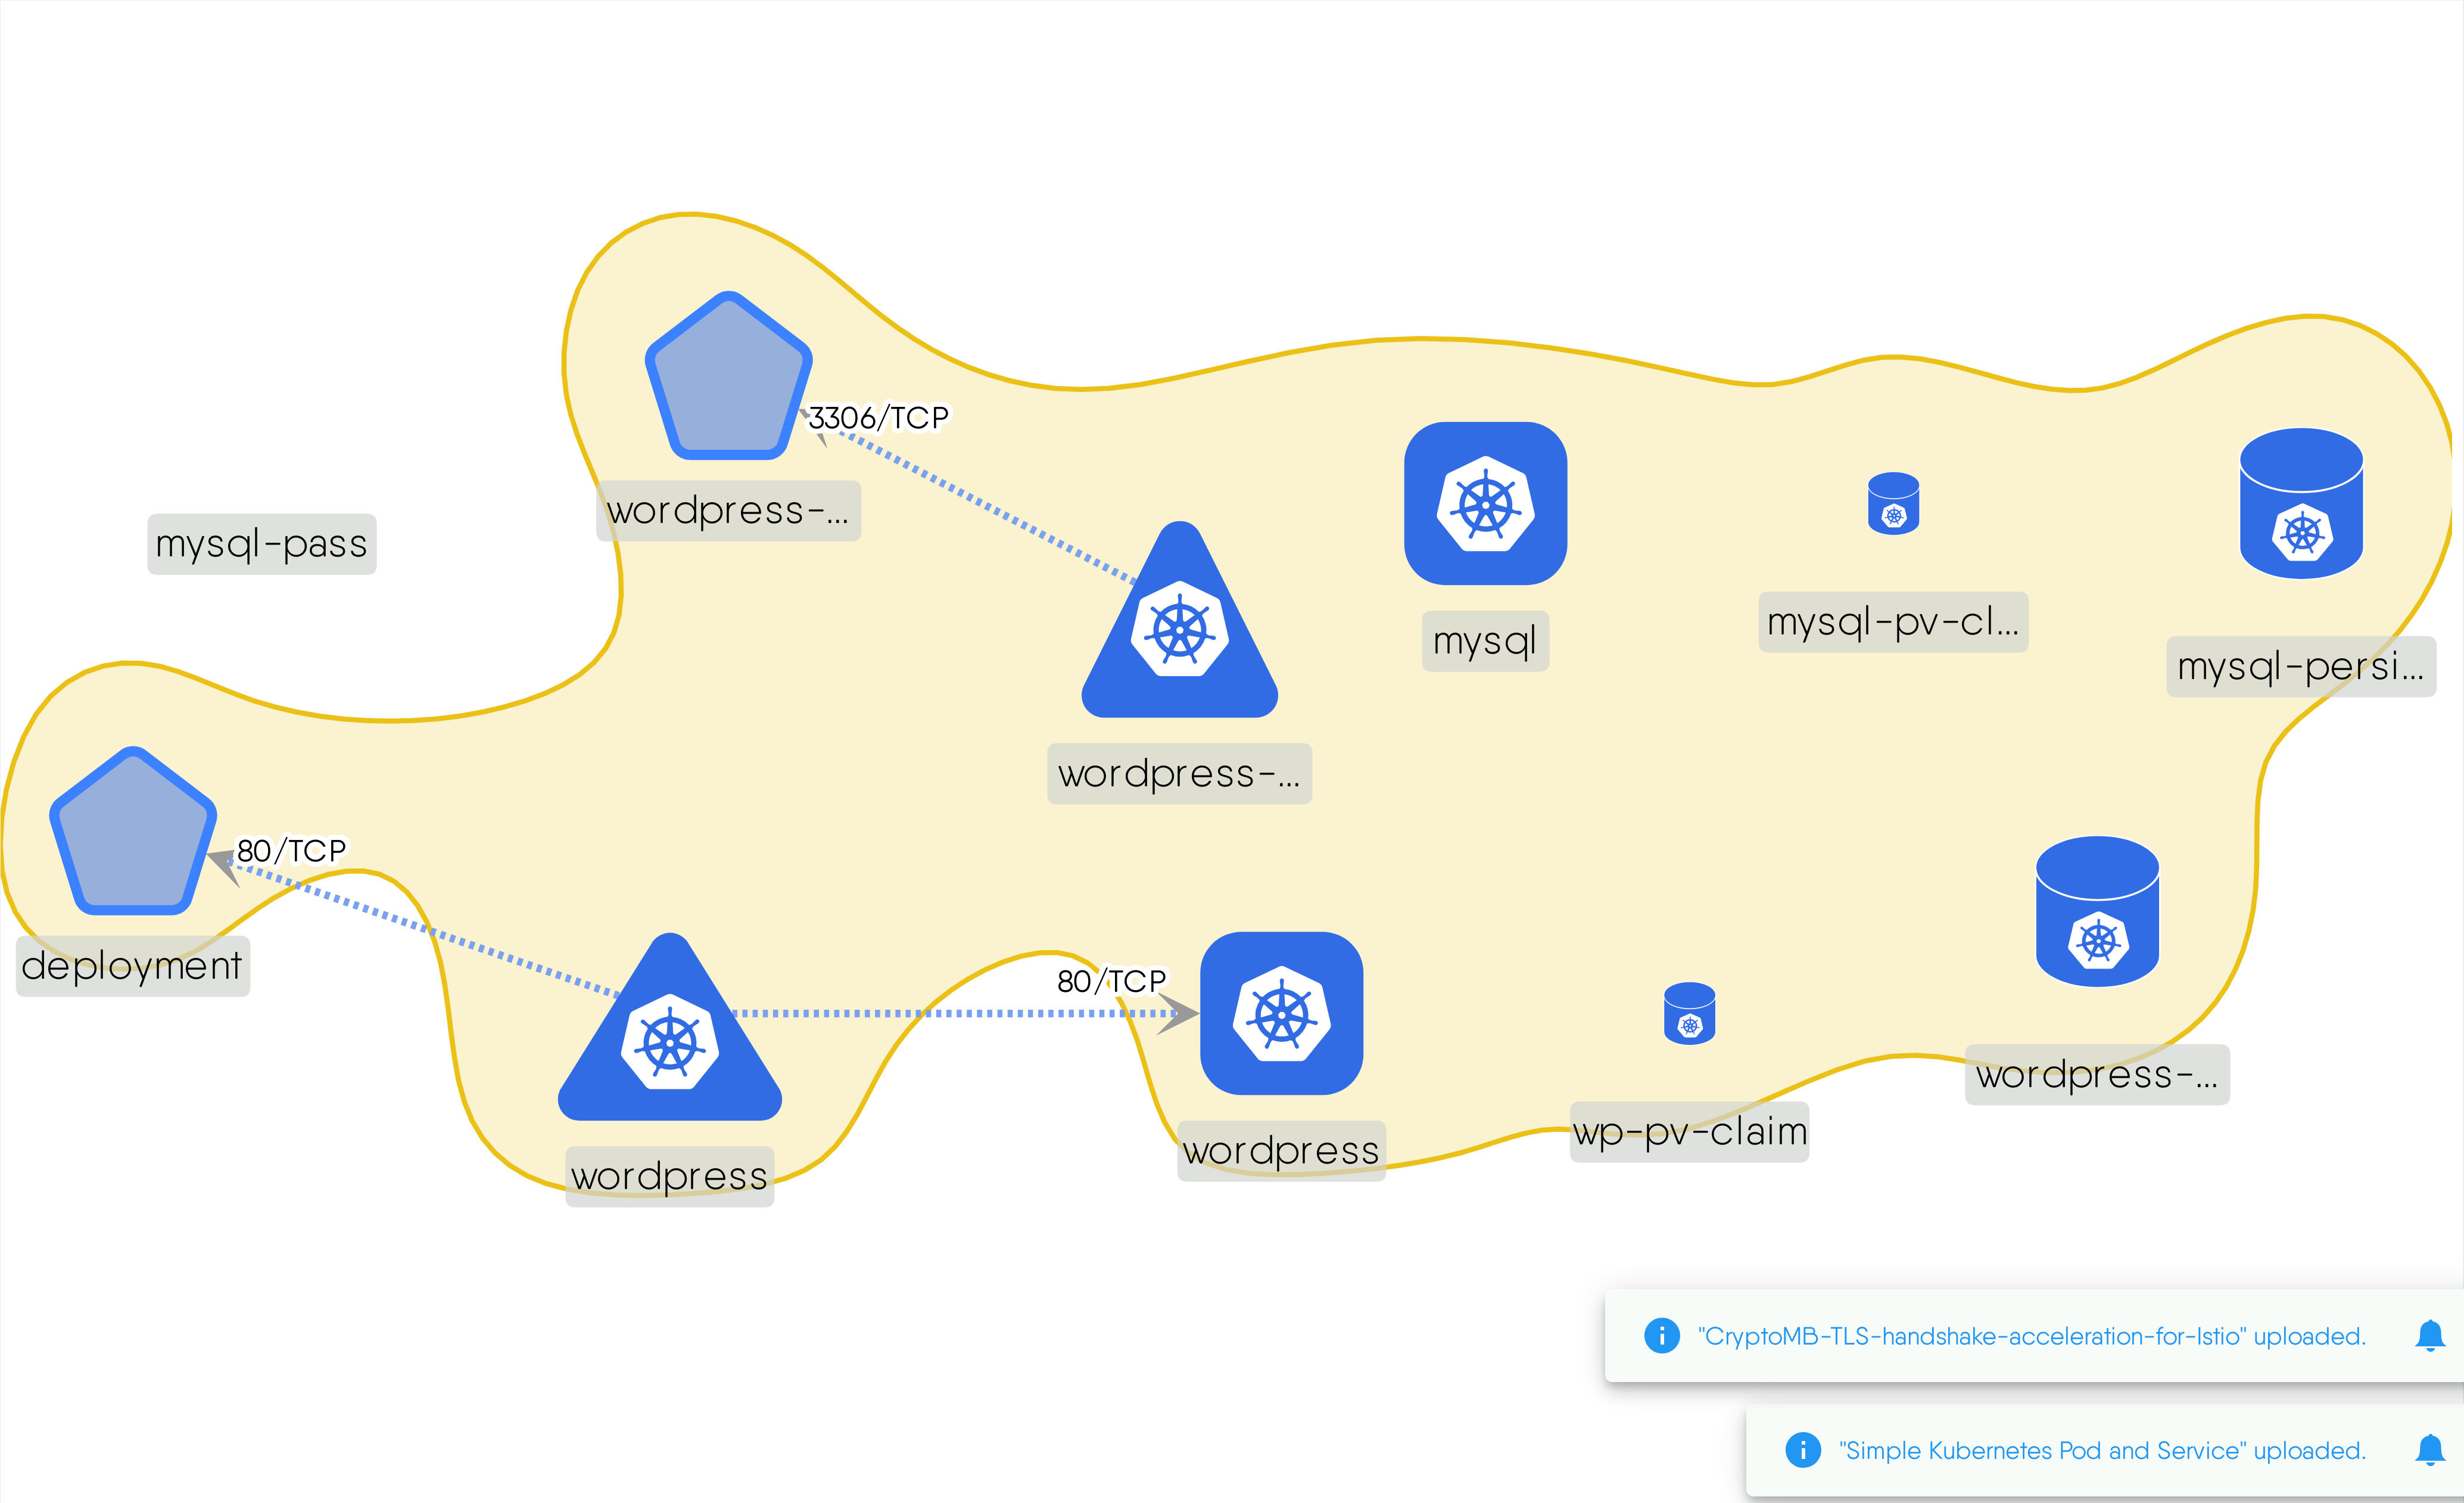 3306/TCP
wordpress-...
mysql-pass
mysql
mysql-pv-cl...
mysql-persi...
wordpress-...
80/TCP
deployment
80/TCP
wordpress-...
wp-pv-claim
wordpress
wordpress
"CryptoMB-TLS-handshake-acceleration-for-Istio" uploaded.
"Simple Kubernetes Pod and Service" uploaded.